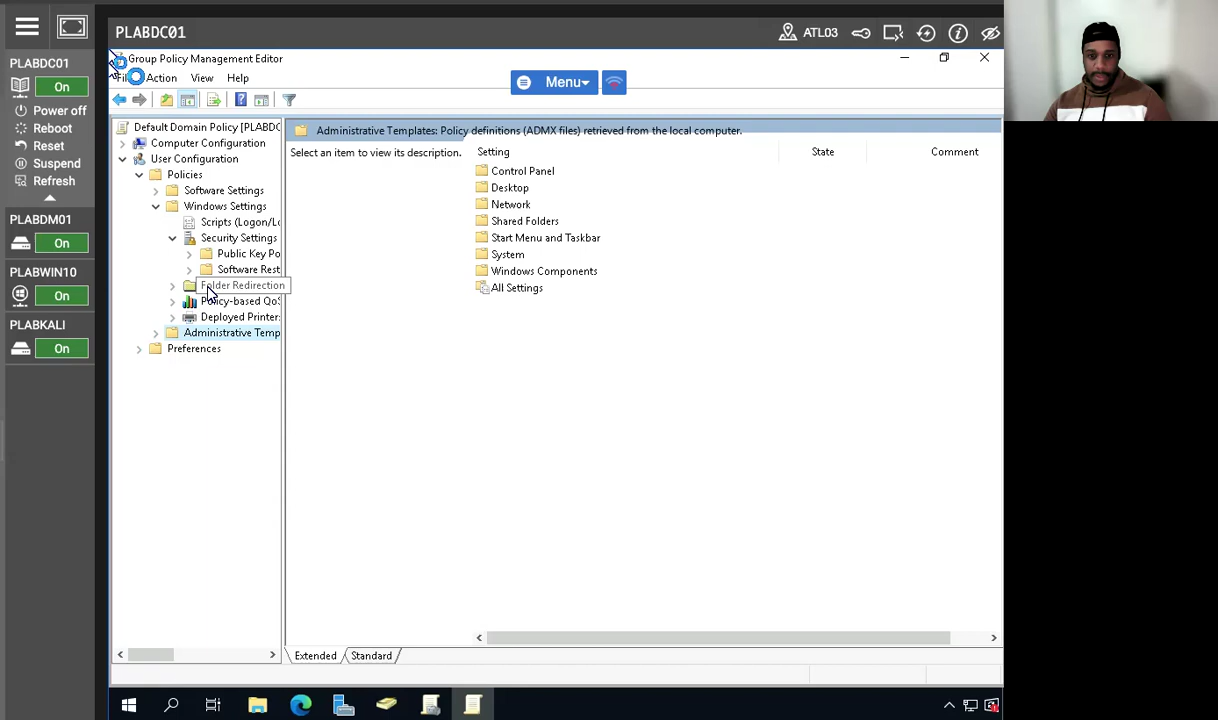 PLABDC01
On
Power off
Reboot
Reset
Suspend
Refresh
PLABDM01
On
PLABWIN10
On
PLABKALI
On
PLABDC01
ATL03
Group Policy Management Editor
Action View Help
Menu
Default Domain Policy [PLABDC
Computer Configuration
User Configuration
Policies
Software Settings
Windows Settings
Scripts (Logon/Lo
Security Settings
Public Key Po
Software Rest
Folder Redirection
Policy-based QoS
Deployed Printer
Administrative Temp
Preferences
Administrative Templates: Policy definitions (ADMX files) retrieved from the local computer.
Select an item to view its description.
Setting State Comment
Control Panel
Desktop
Network
Shared Folders
Start Menu and Taskbar
System
Windows Components
All Settings
Extended Standard